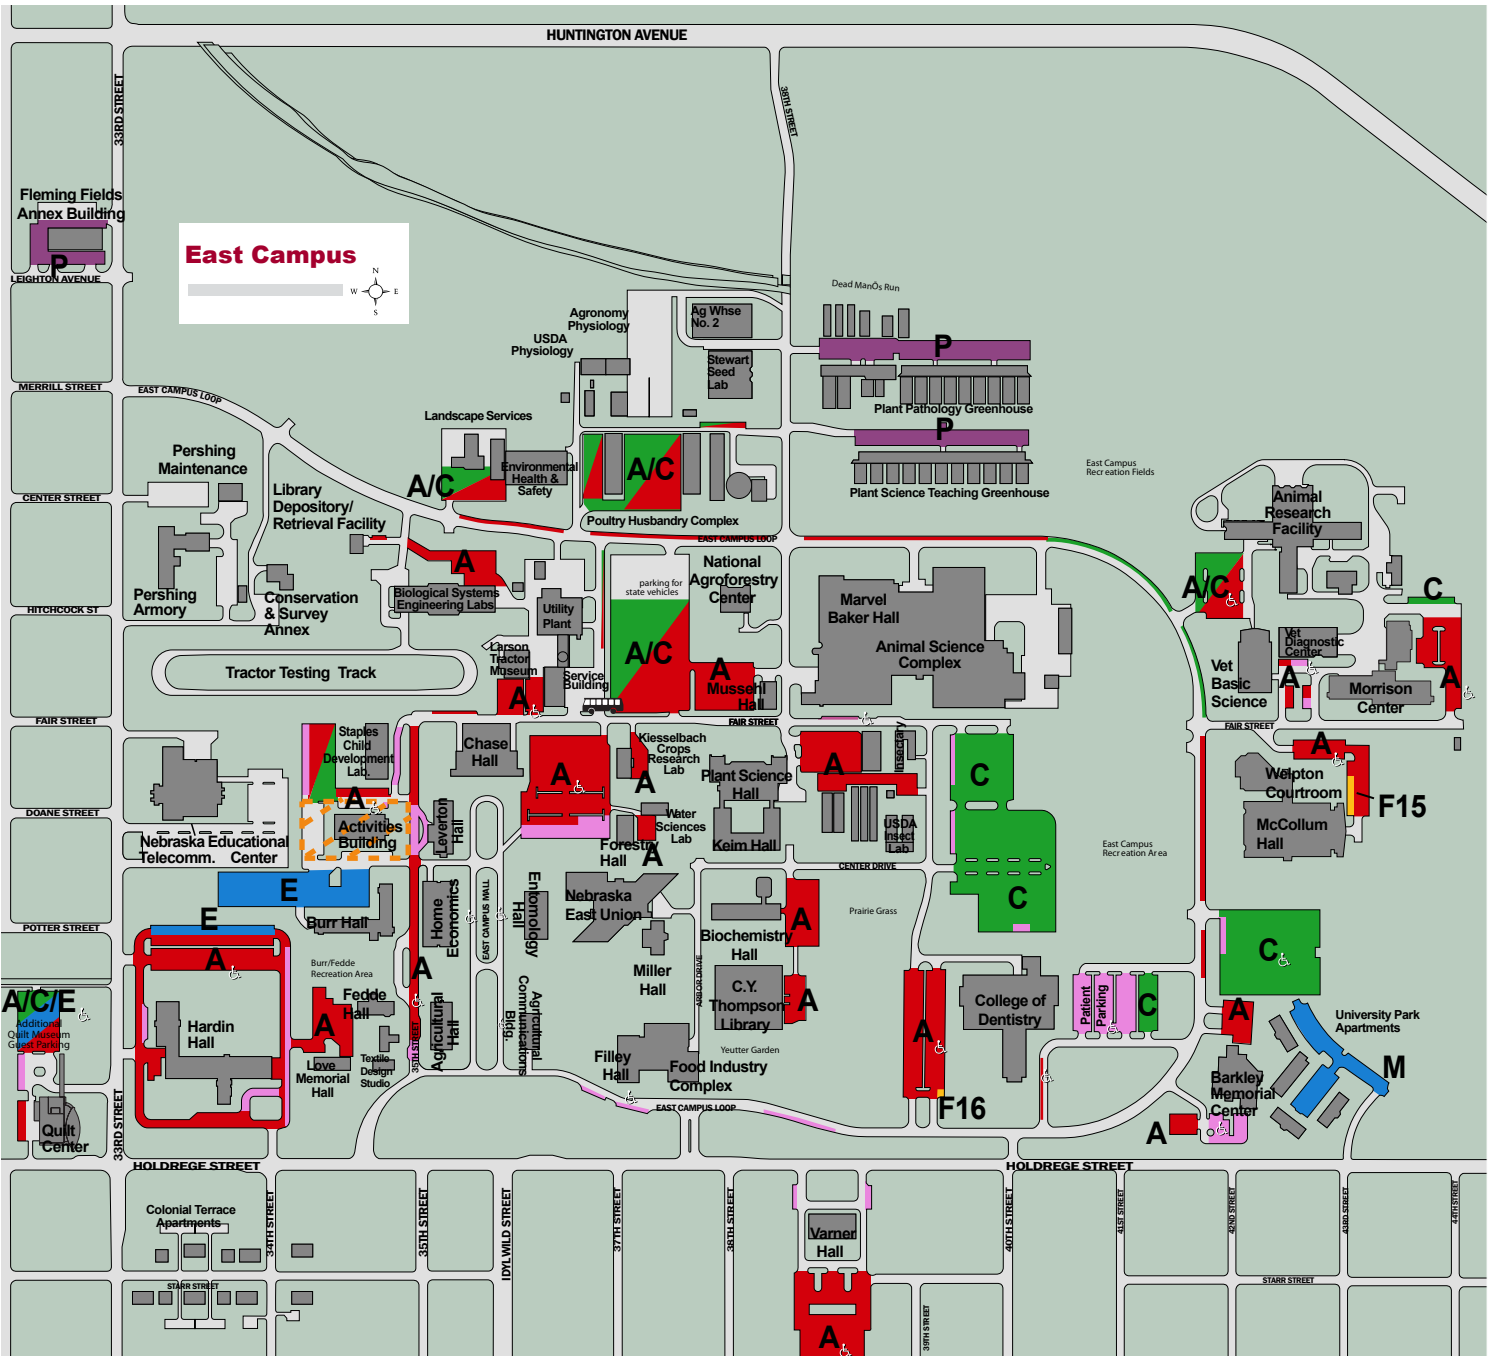 HUNTINGTON AVENUE
33RD STREET
38TH STREET
Fleming Fields
Annex Building
P
LEIGHTON AVENUE
East Campus
N
W
E
S
Dead ManÕs Run
Agronomy
Physiology
USDA
Physiology
Ag Whse
No. 2
Stewart
Seed
Lab
P
Plant Pathology Greenhouse
P
Plant Science Teaching Greenhouse
MERRILL STREET
EAST CAMPUS LOOP
Landscape Services
Pershing
Maintenance
A/C
Environmental
Health &
Safety
A/C
Poultry Husbandry Complex
East Campus
Recreation Fields
CENTER STREET
Library
Depository/
Retrieval Facility
Animal
Research
Facility
EAST CAMPUS LOOP
A
National
Agroforestry
Center
parking for
state vehicles
Pershing
Armory
Conservation
& Survey
Annex
Biological Systems
Engineering Labs
Utility
Plant
Marvel
Baker Hall
Animal Science
Complex
A/C
C
HITCHCOCK ST
Tractor Testing Track
Larson
Tractor
Museum
Service
Building
A
A/C
A
Mussehl
Hall
Vet
Diagnostic
Center
Vet
Basic
Science
A
Morrison
Center
A
FAIR STREET
FAIR STREET
FAIR STREET
Staples
Child
Development
Lab.
Chase
Hall
Kiesselbach
Crops
Research
Lab
A
A
Plant Science
Hall
A
Insectary
C
A
Welpton
Courtroom
F15
A
Activities
Building
Leverton
Hall
DOANE STREET
Nebraska Educational
Telecomm. Center
Water
Sciences
Lab
Forestry
Hall
A
Keim Hall
USDA
Insect
Lab
McCollum
Hall
East Campus
Recreation Area
CENTER DRIVE
E
Burr Hall
Home
Economics
EAST CAMPUS MALL
Entomology
Hall
Nebraska
East Union
C
POTTER STREET
E
A
A
Biochemistry
Hall
Prairie Grass
C
Burr/Fedde
Recreation Area
A
Miller
Hall
ARBOR DRIVE
A/C/E
Additional
Quilt Museum
Guest Parking
Hardin
Hall
Fedde
Hall
A
Agricultural
Hall
Agricultural
Communications
Bldg.
C.Y.
Thompson
Library
A
A
College of
Dentistry
Patient
Parking
C
A
University Park
Apartments
Love
Memorial
Hall
Textile
Design
Studio
35TH STREET
Filley
Hall
Yeutter Garden
Food Industry
Complex
M
Barkley
Memorial
Center
F16
A
EAST CAMPUS LOOP
33RD STREET
Quilt
Center
HOLDREGE STREET
HOLDREGE STREET
Colonial Terrace
Apartments
34TH STREET
35TH STREET
IDYLWILD STREET
37TH STREET
38TH STREET
Varner
Hall
40TH STREET
41ST STREET
42ND STREET
43RD STREET
44TH STREET
STARR STREET
STARR STREET
39TH STREET
A